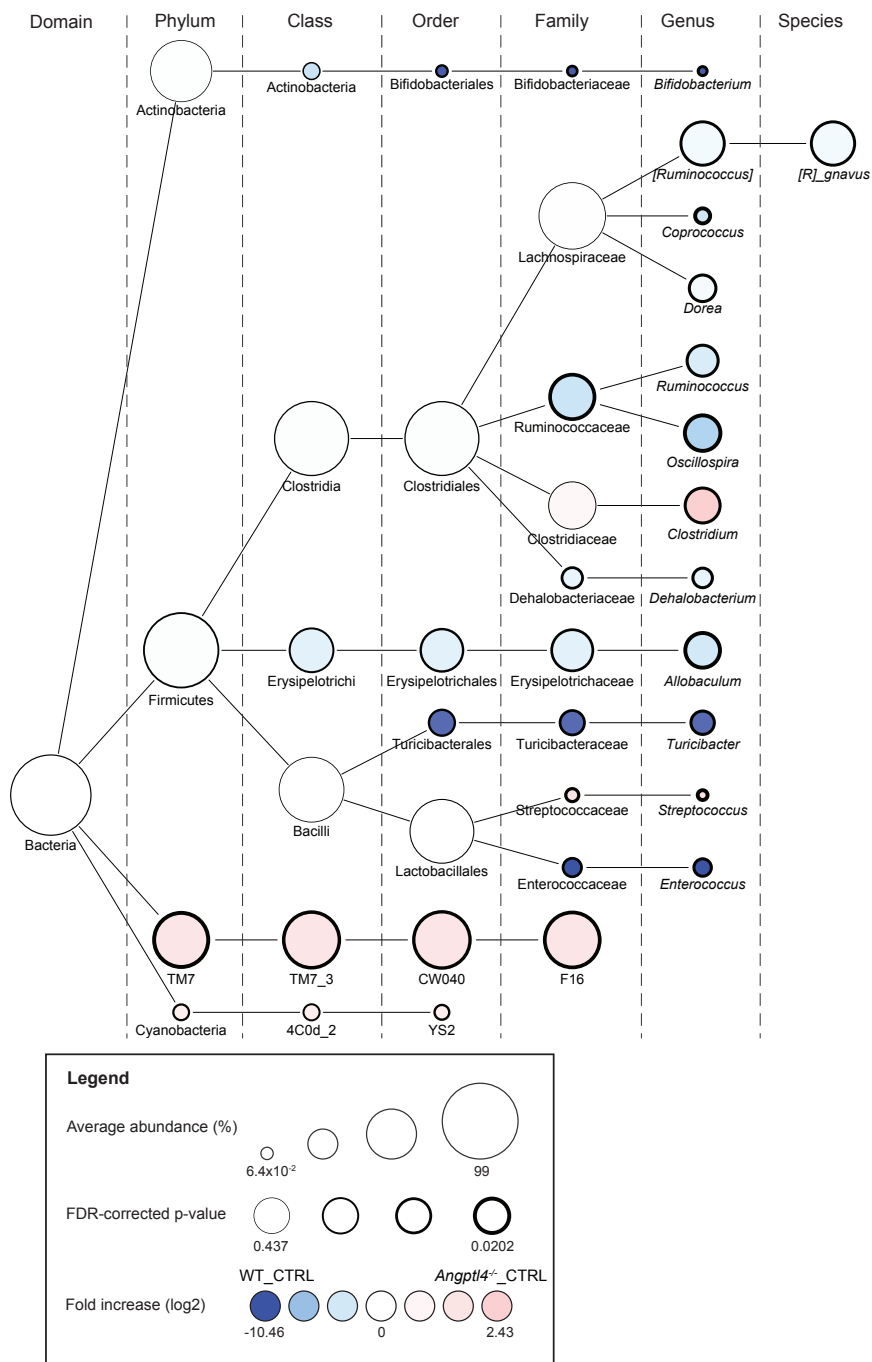 Domain Phylum Class Order Family Genus Species
Actinobacteria Actinobacteria Bifidobacteriales Bifidobacteriaceae Bifidobacterium
[Ruminococcus] [R]_gnavus
Coprococcus
Lachnospiraceae
Dorea
Ruminococcus
Ruminococcaceae
Oscillospira
Clostridia Clostridiales
Clostridiaceae Clostridium
Dehalobacteriaceae Dehalobacterium
Firmicutes Erysipelotrichi Erysipelotrichales Erysipelotrichaceae Allobaculum
Turicibacterales Turicibacteraceae Turicibacter
Streptococcaceae Streptococcus
Bacteria Bacilli
Lactobacillales
Enterococcaceae Enterococcus
TM7 TM7_3 CW040 F16
Cyanobacteria 4C0d_2 YS2
Legend
Average abundance (%)
6.4x10-2 99
FDR-corrected p-value
0.437 0.0202
WT_CTRL Angptl4-/-_CTRL
Fold increase (log2)
-10.46 0 2.43